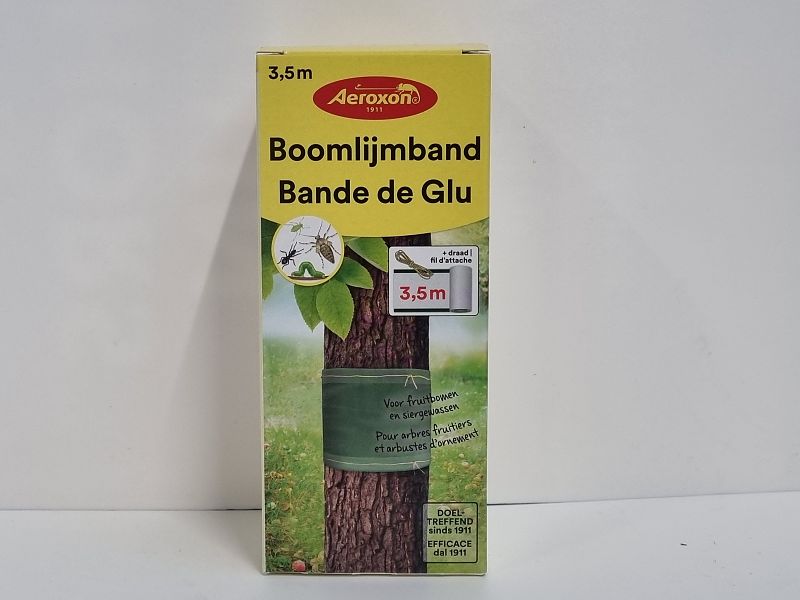 3,5m
Aeroxon
1911
Boomlijmband
Bande de Glu
+ draad |
fil d'attache
3,5m
Voor fruitbomen
en siergewassen
Pour arbres fruitiers
et arbustes d'ornement
DOEL-
TREFFEND
sinds 1911
EFFICACE
dal 1911